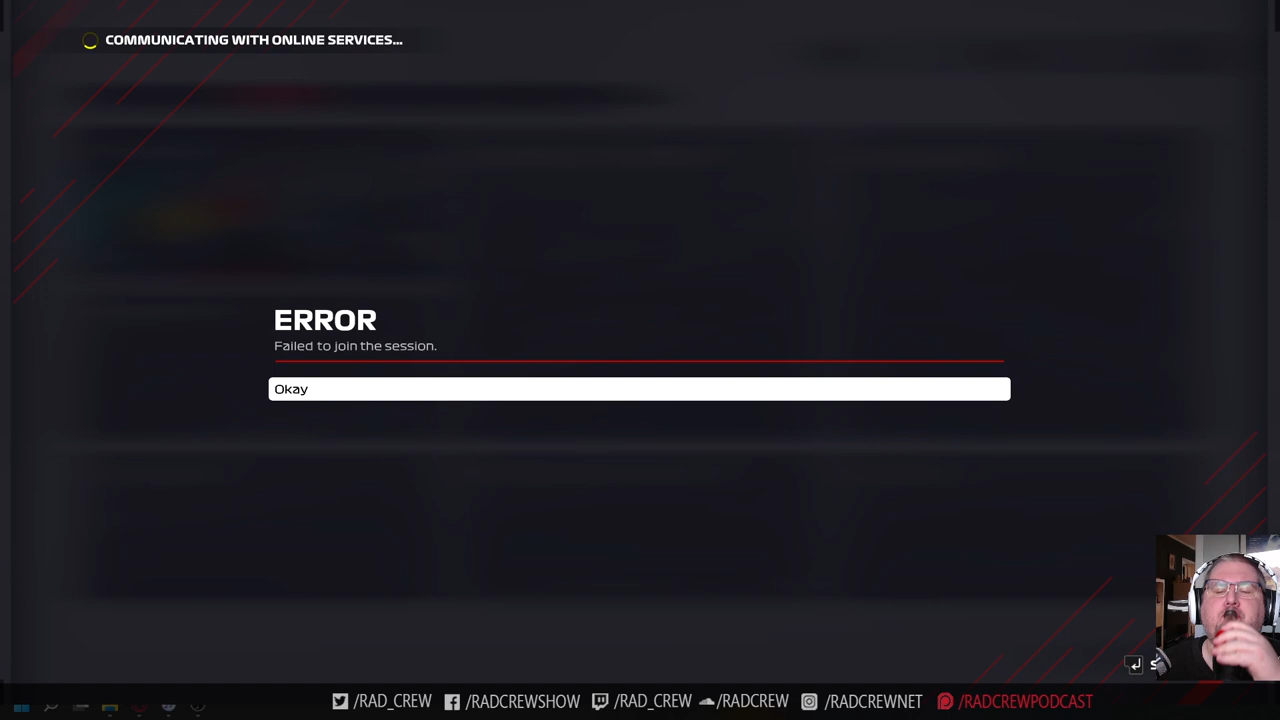 COMMUNICATING WITH ONLINE SERVICES...
ERROR
Failed to join the session.
Okay
/RAD_CREW /RADCREWSHOW /RAD_CREW /RADCREW /RADCREWNET /RADCREWPODCAST